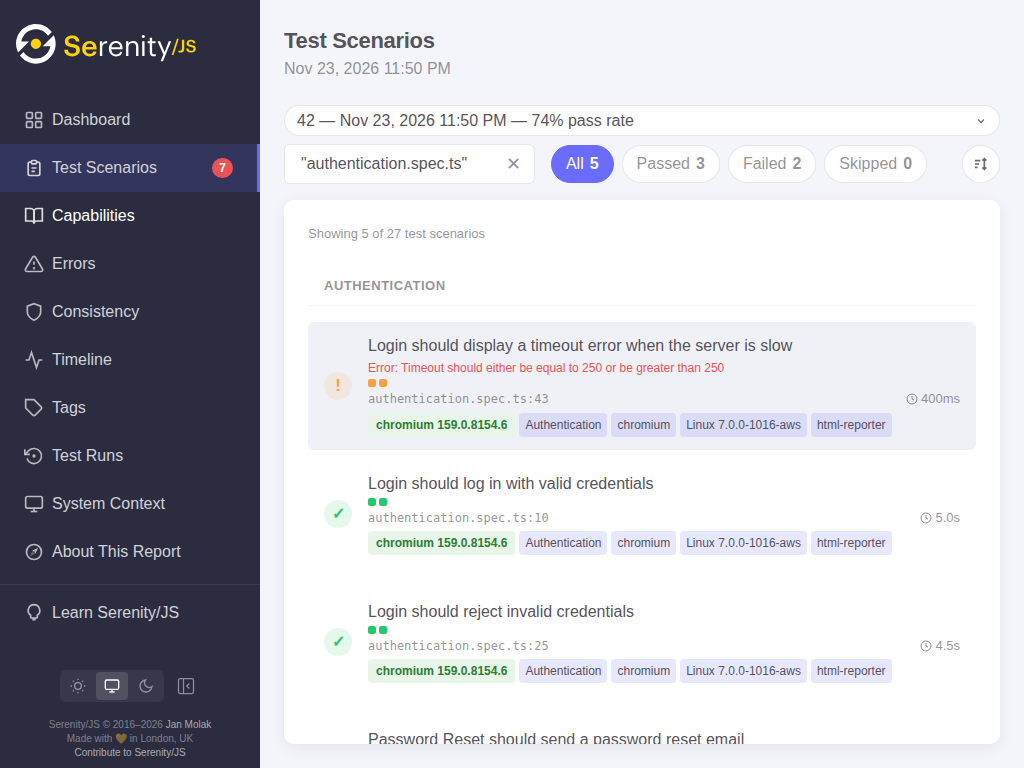 Serenity/JS
Dashboard
Test Scenarios 7
Capabilities
Errors
Consistency
Timeline
Tags
Test Runs
System Context
About This Report
Learn Serenity/JS
Serenity/JS © 2016–2026 Jan Molak
Made with 💛 in London, UK
Contribute to Serenity/JS
Test Scenarios
Nov 23, 2026 11:50 PM
42 — Nov 23, 2026 11:50 PM — 74% pass rate
"authentication.spec.ts" ✕ All 5 Passed 3 Failed 2 Skipped 0
Showing 5 of 27 test scenarios
AUTHENTICATION
Login should display a timeout error when the server is slow
Error: Timeout should either be equal to 250 or be greater than 250
authentication.spec.ts:43 400ms
chromium 159.0.8154.6 Authentication chromium Linux 7.0.0-1016-aws html-reporter
Login should log in with valid credentials
authentication.spec.ts:10 5.0s
chromium 159.0.8154.6 Authentication chromium Linux 7.0.0-1016-aws html-reporter
Login should reject invalid credentials
authentication.spec.ts:25 4.5s
chromium 159.0.8154.6 Authentication chromium Linux 7.0.0-1016-aws html-reporter
Password Reset should send a password reset email